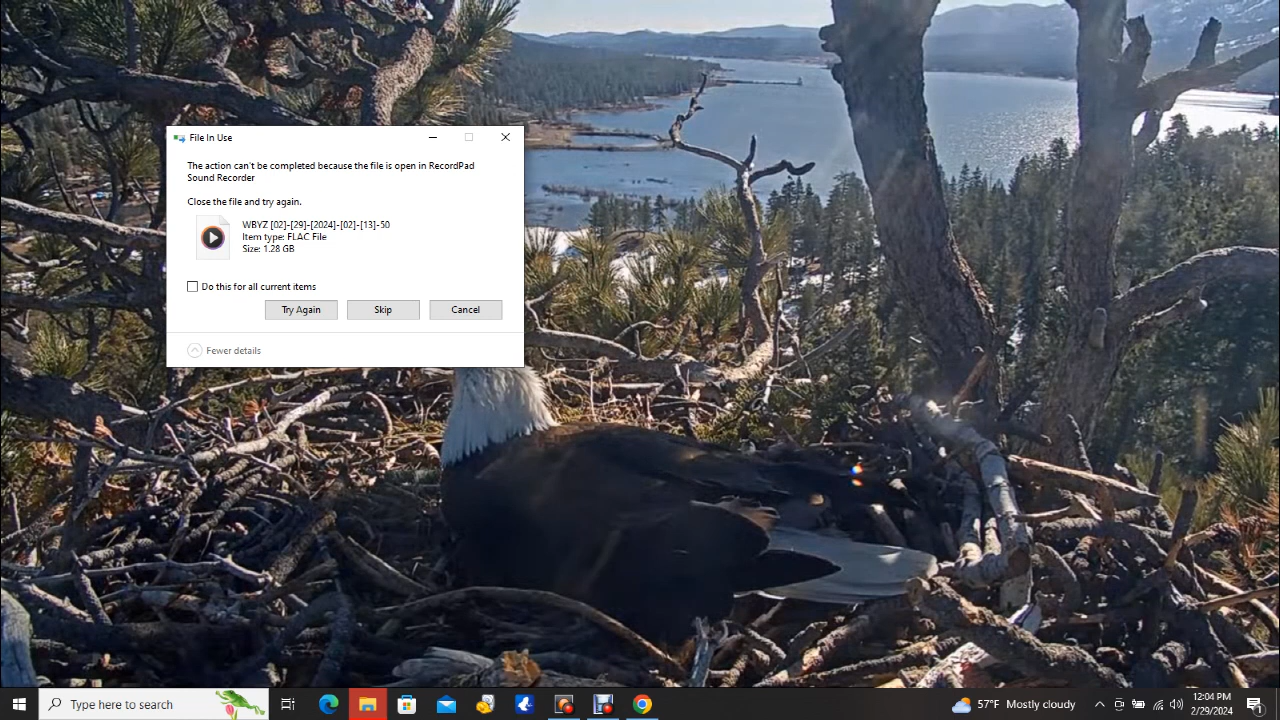 File In Use
The action can't be completed because the file is open in RecordPad
Sound Recorder
Close the file and try again.
WBYZ [02]-[29]-[2024]-[02]-[13]-50
Item type: FLAC File
Size: 1.28 GB
Do this for all current items
Try Again
Skip
Cancel
Fewer details
Type here to search
57°F Mostly cloudy
12:04 PM
2/29/2024
1